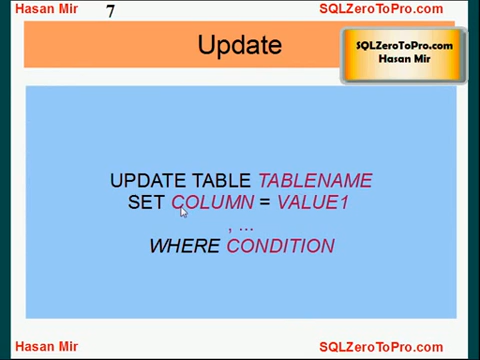 Hasan Mir 7 SQLZeroToPro.com
Update
SQLZeroToPro.com
Hasan Mir
UPDATE TABLE TABLENAME
SET COLUMN = VALUE1
, ...
WHERE CONDITION
Hasan Mir SQLZeroToPro.com